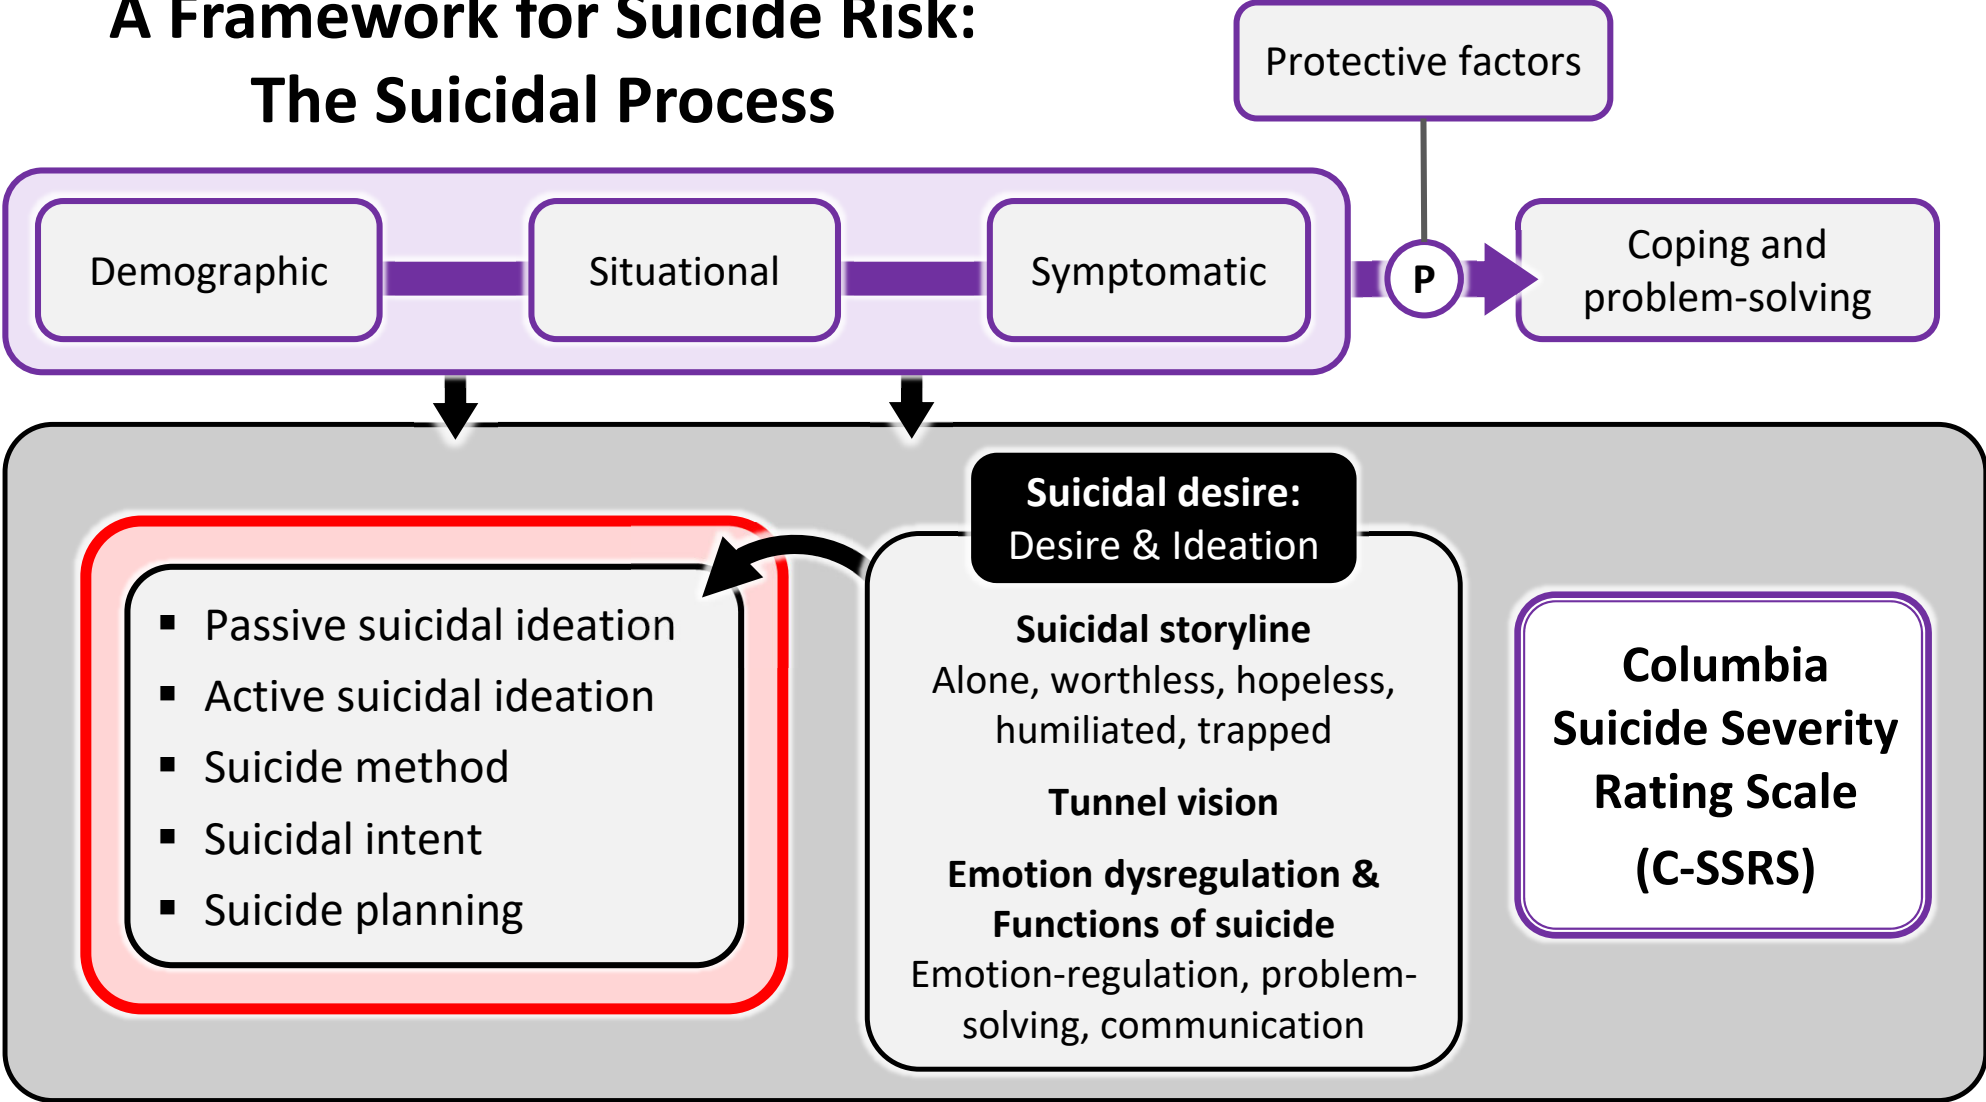 A Framework for Suicide Risk:
The Suicidal Process
Protective factors
Demographic
Situational
Symptomatic
P
Coping and
problem-solving
Suicidal desire:
Desire & Ideation
▪ Passive suicidal ideation
▪ Active suicidal ideation
▪ Suicide method
▪ Suicidal intent
▪ Suicide planning
Suicidal storyline
Alone, worthless, hopeless,
humiliated, trapped
Tunnel vision
Emotion dysregulation &
Functions of suicide
Emotion-regulation, problem-
solving, communication
Columbia
Suicide Severity
Rating Scale
(C-SSRS)